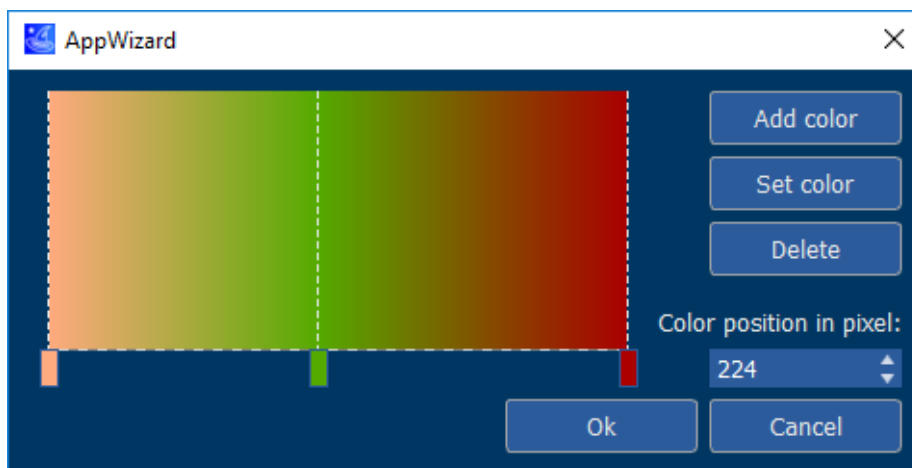 AppWizard
Add color
Set color
Delete
Color position in pixel:
224
Ok
Cancel